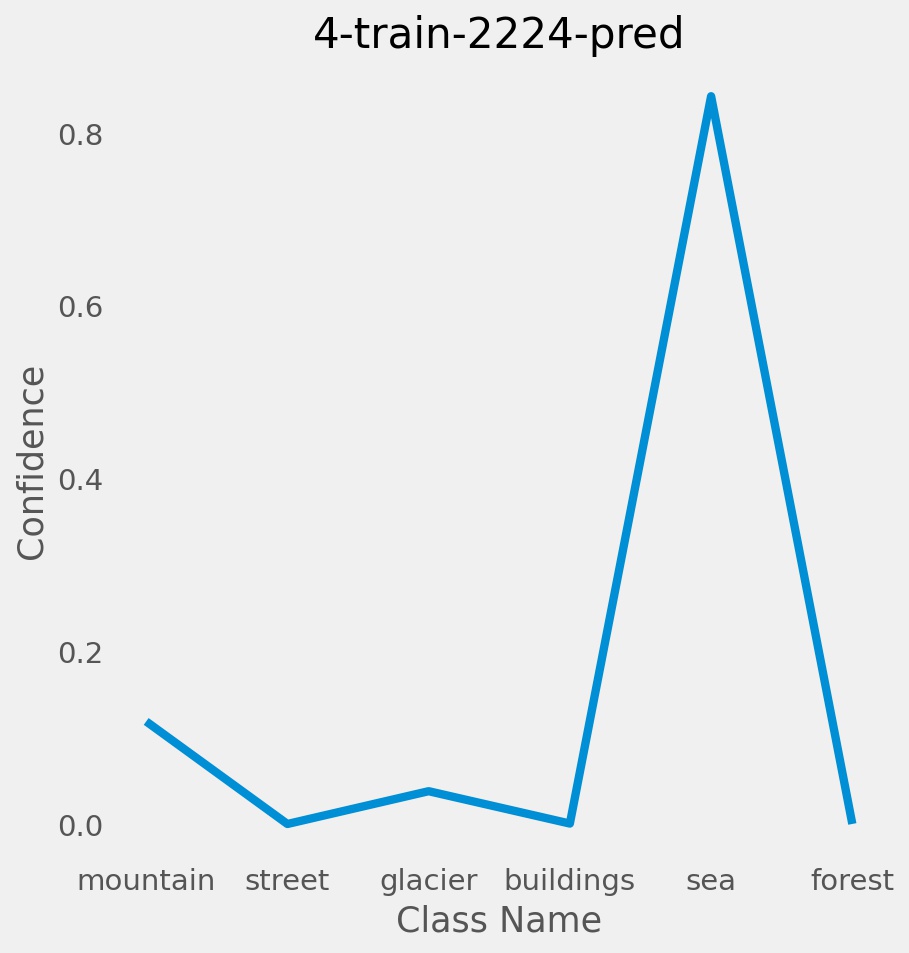 4-train-2224-pred
0.8
0.6
0.4
0.2
0.0
Confidence
mountain street glacier buildings sea forest
Class Name